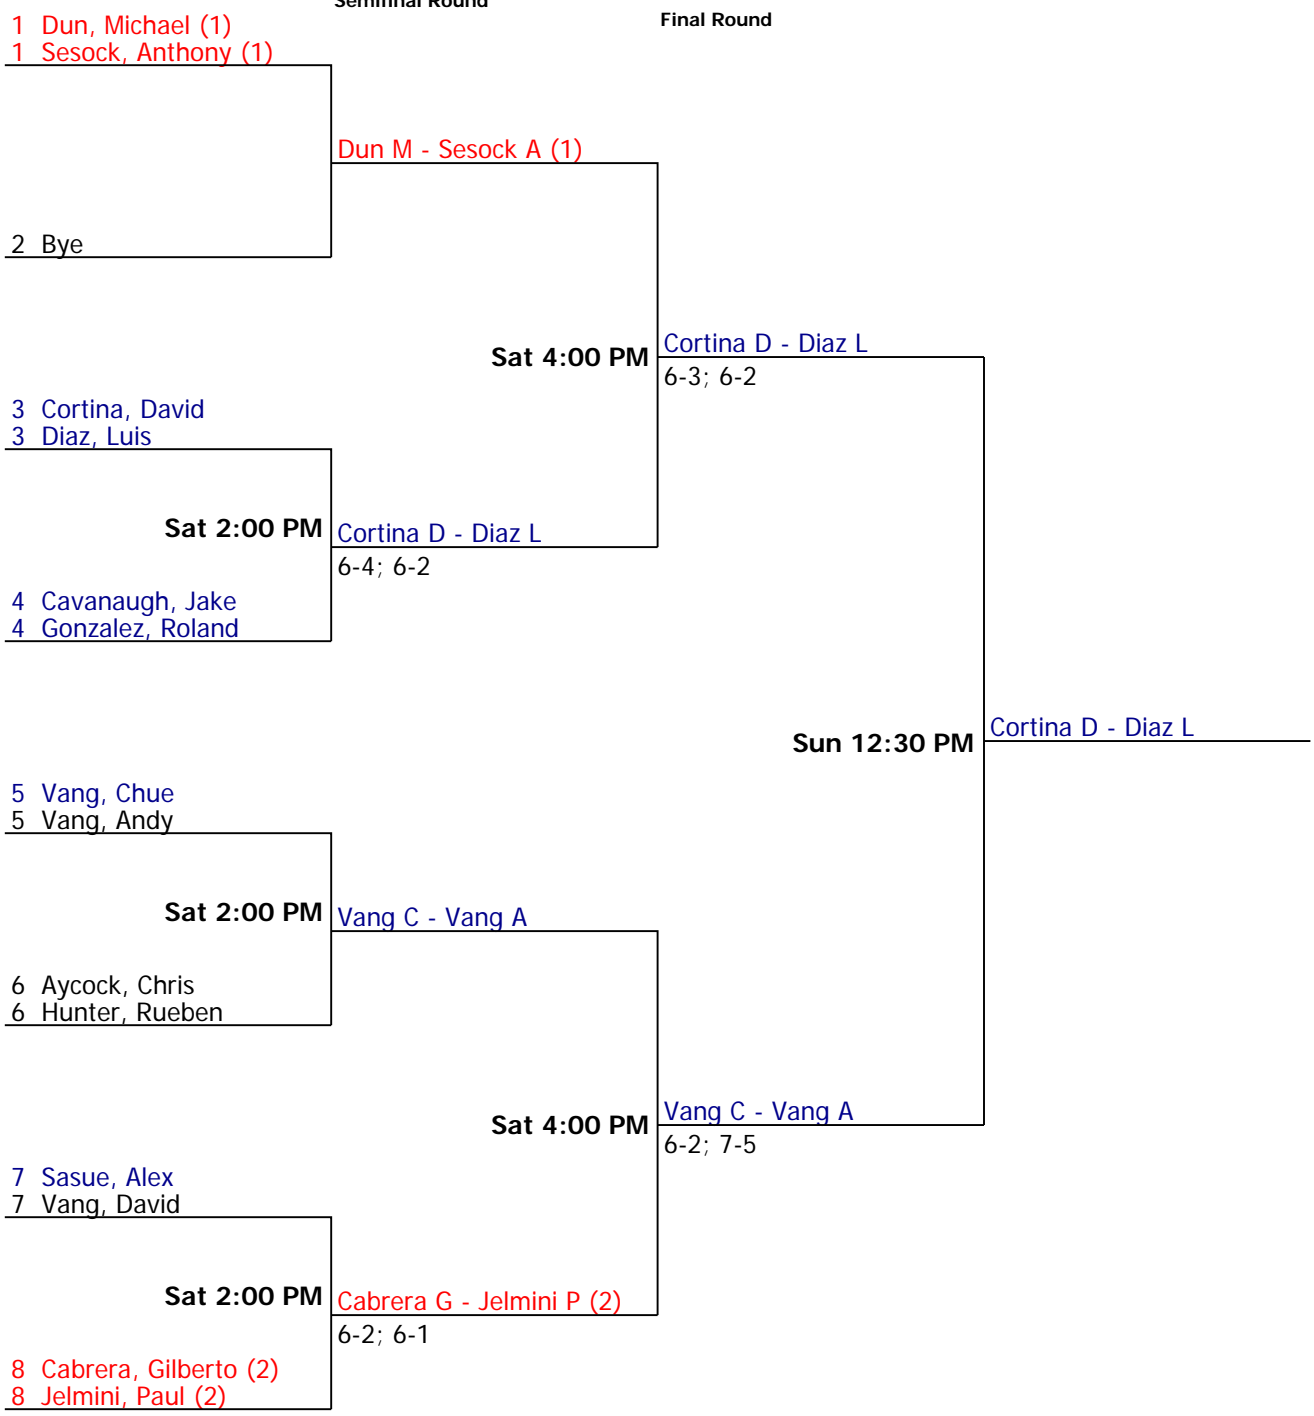 Semifinal Round
Final Round
1 Dun, Michael (1)
1 Sesock, Anthony (1)
Dun M - Sesock A (1)
2 Bye
Sat 4:00 PM
Cortina D - Diaz L
6-3; 6-2
3 Cortina, David
3 Diaz, Luis
Sat 2:00 PM
Cortina D - Diaz L
6-4; 6-2
4 Cavanaugh, Jake
4 Gonzalez, Roland
Sun 12:30 PM
Cortina D - Diaz L
5 Vang, Chue
5 Vang, Andy
Sat 2:00 PM
Vang C - Vang A
6 Aycock, Chris
6 Hunter, Rueben
Sat 4:00 PM
Vang C - Vang A
6-2; 7-5
7 Sasue, Alex
7 Vang, David
Sat 2:00 PM
Cabrera G - Jelmini P (2)
6-2; 6-1
8 Cabrera, Gilberto (2)
8 Jelmini, Paul (2)